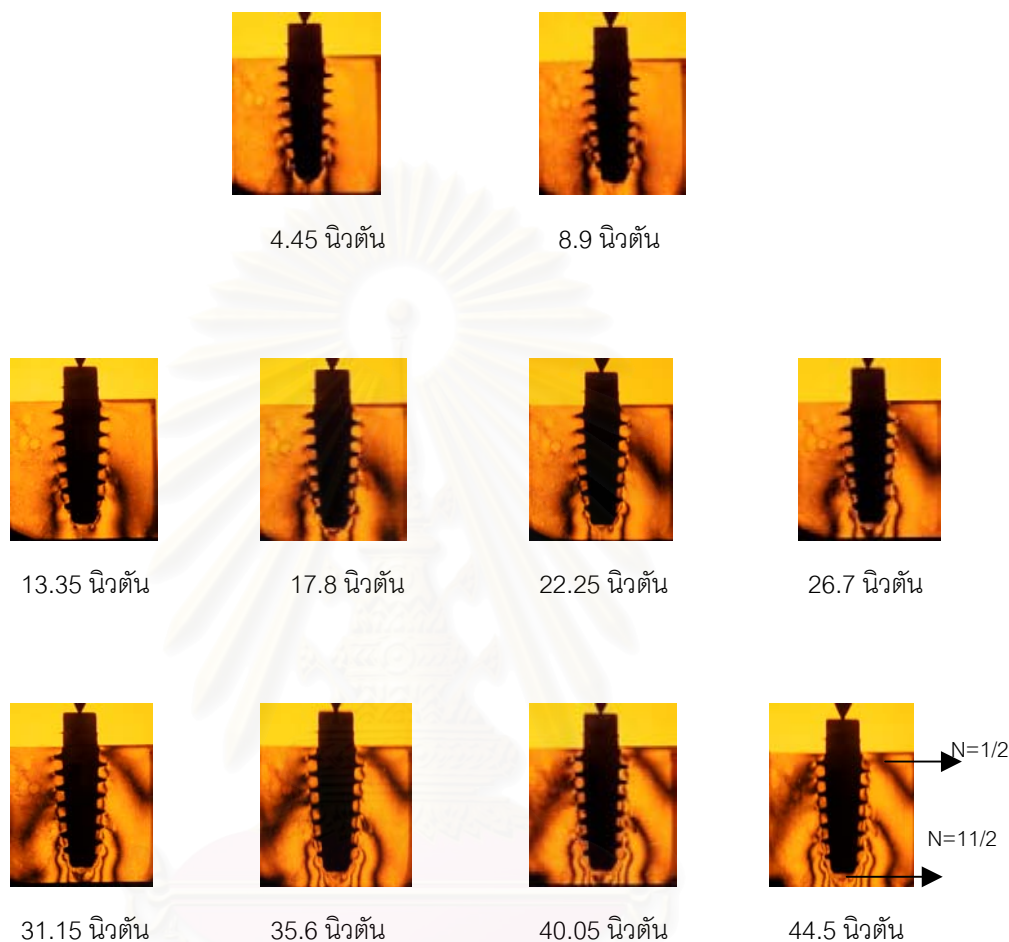 4.45 นิวตัน
8.9 นิวตัน
13.35 นิวตัน
17.8 นิวตัน
22.25 นิวตัน
26.7 นิวตัน
N=1/2
N=11/2
31.15 นิวตัน
35.6 นิวตัน
40.05 นิวตัน
44.5 นิวตัน